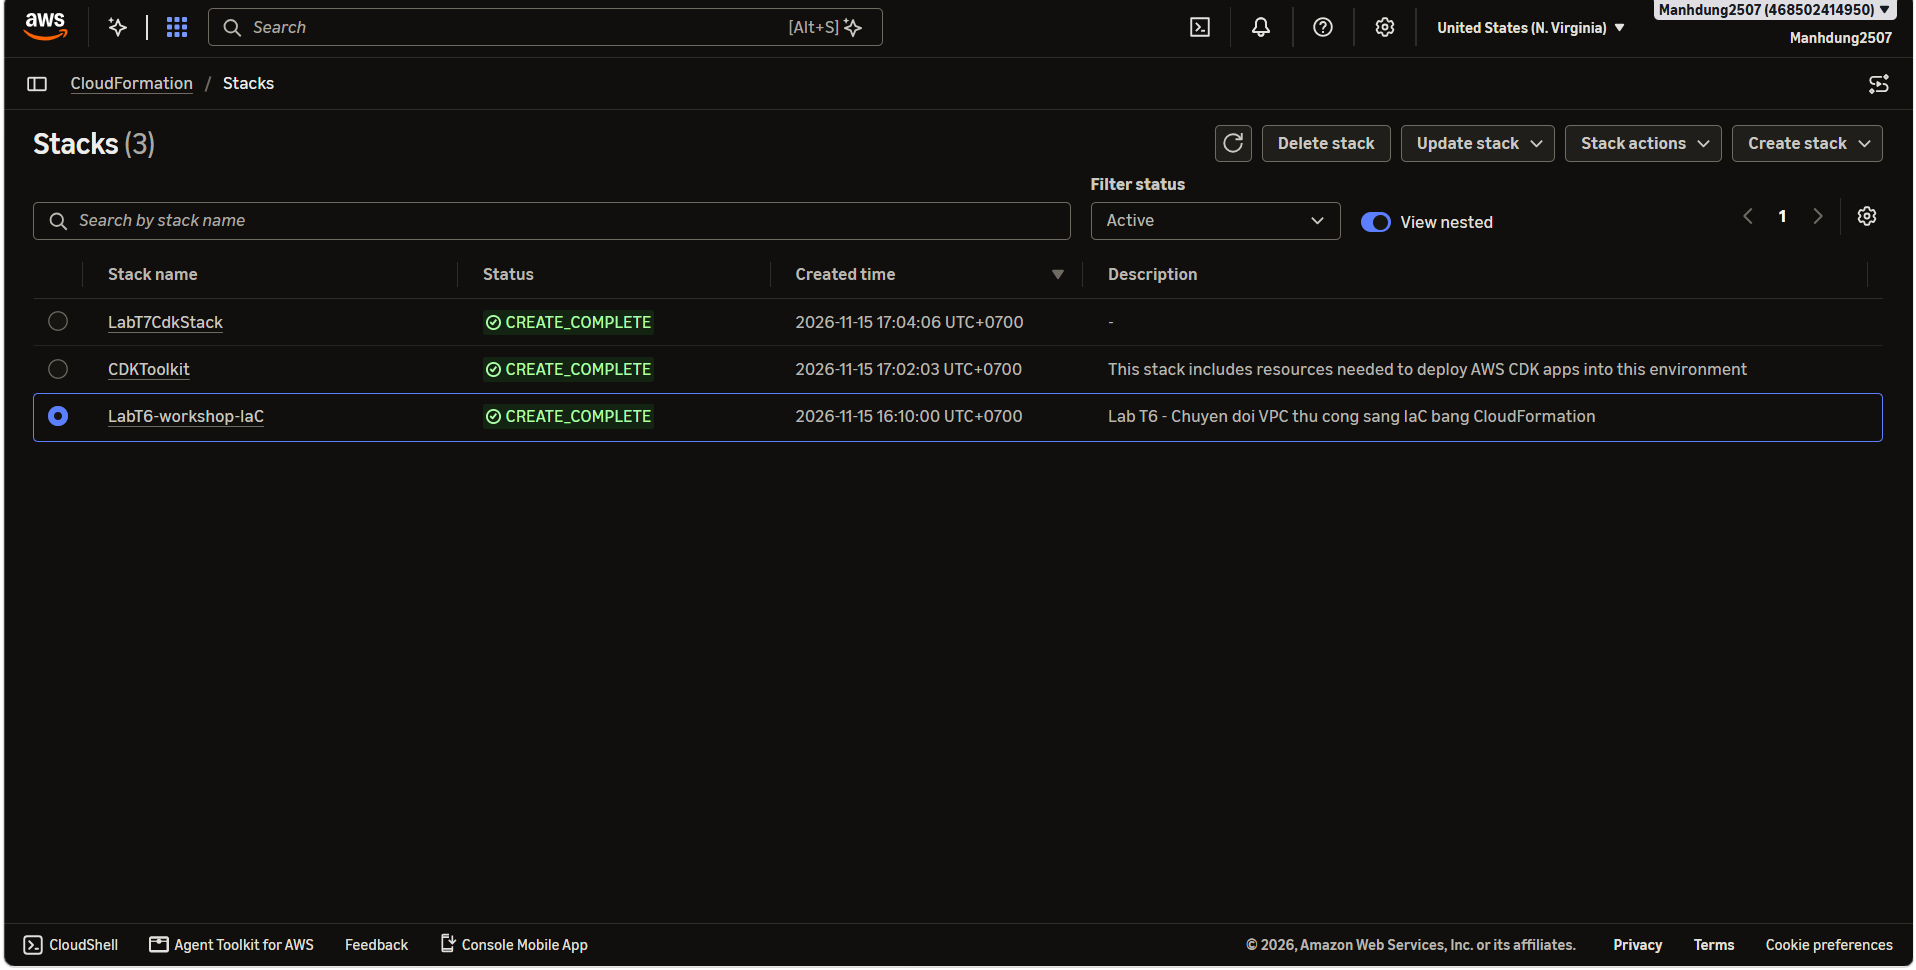 aws
Search [Alt+S]
United States (N. Virginia)
Manhdung2507 (468502414950)
Manhdung2507
CloudFormation / Stacks
Stacks (3)
Delete stack
Update stack
Stack actions
Create stack
Filter status
Search by stack name
Active
View nested
1
Stack name Status Created time Description
LabT7CdkStack CREATE_COMPLETE 2026-11-15 17:04:06 UTC+0700 -
CDKToolkit CREATE_COMPLETE 2026-11-15 17:02:03 UTC+0700 This stack includes resources needed to deploy AWS CDK apps into this environment
LabT6-workshop-IaC CREATE_COMPLETE 2026-11-15 16:10:00 UTC+0700 Lab T6 - Chuyen doi VPC thu cong sang IaC bang CloudFormation
CloudShell Agent Toolkit for AWS Feedback Console Mobile App © 2026, Amazon Web Services, Inc. or its affiliates. Privacy Terms Cookie preferences